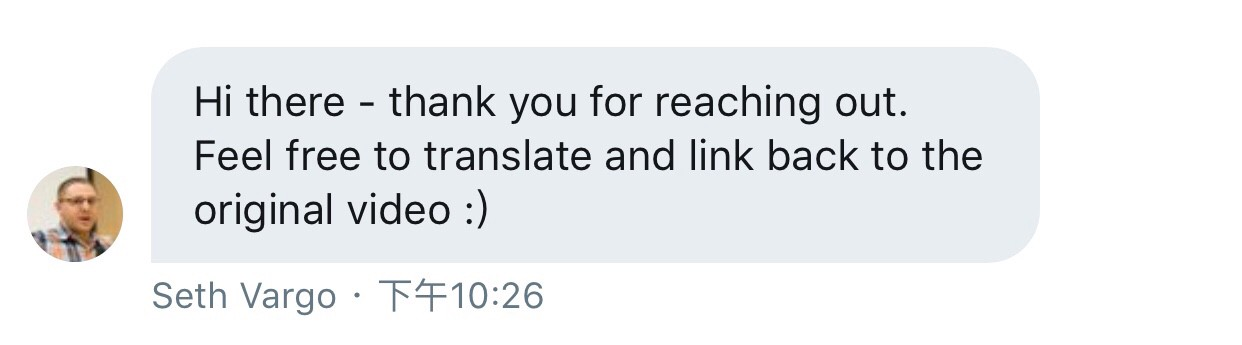 Hi there - thank you for reaching out.
Feel free to translate and link back to the
original video :)
Seth Vargo · 下午10:26